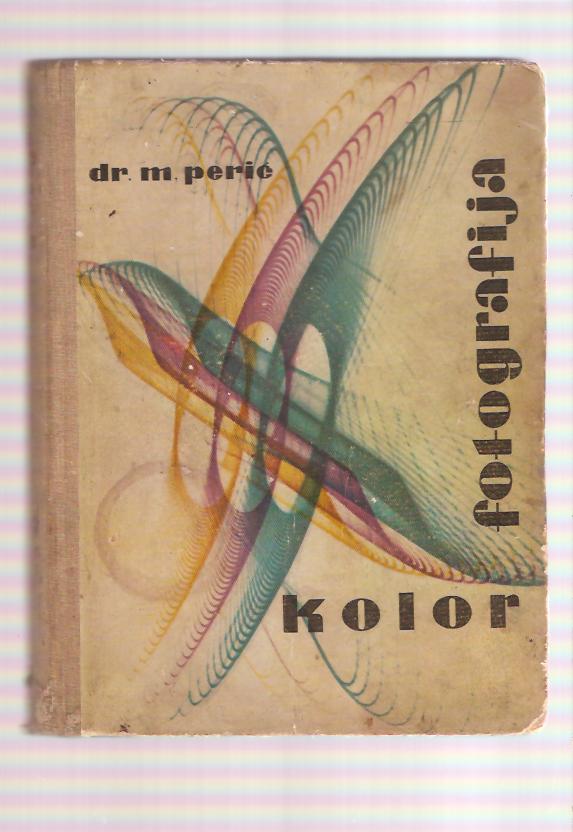 dr. m. perić
fotografija
kolor